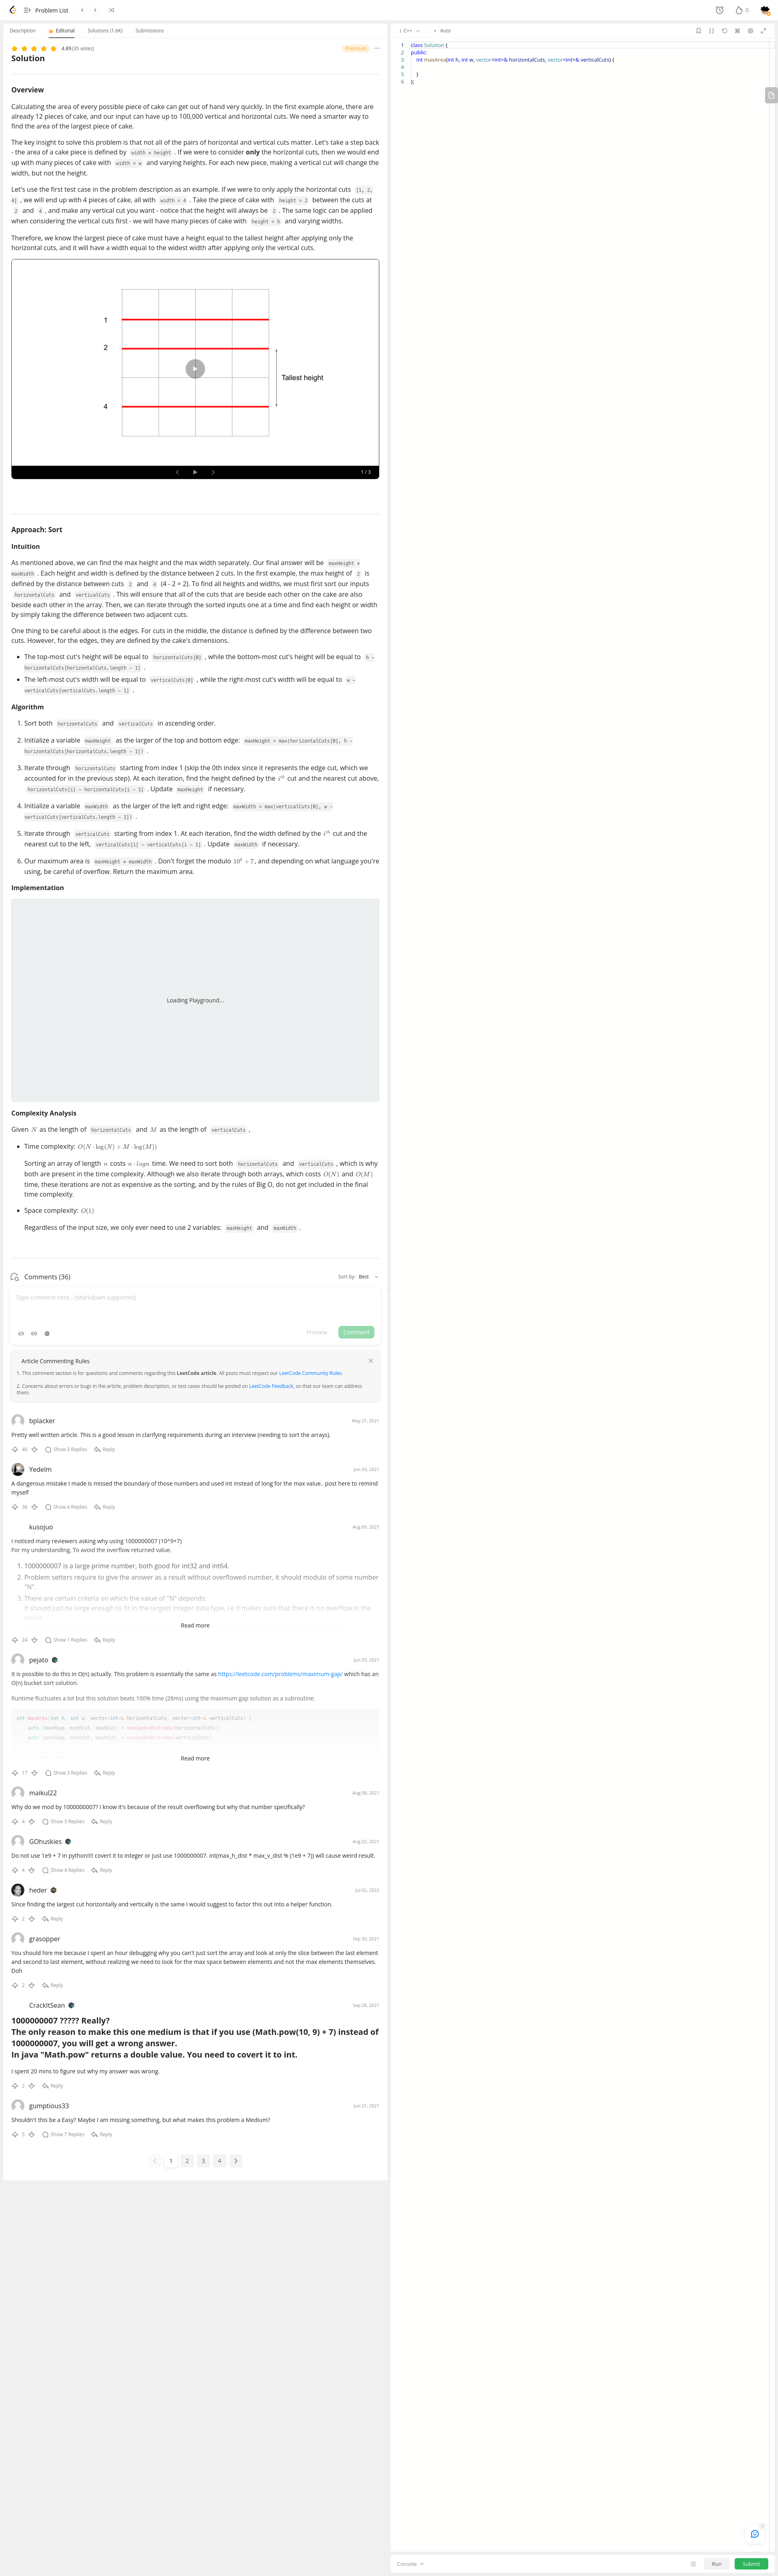 Problem List
0
Description
Editorial
Solutions (1.6K)
Submissions
4.89 (35 votes)
Premium
Solution
Overview
Calculating the area of every possible piece of cake can get out of hand very quickly. In the first example alone, there are
already 12 pieces of cake, and our input can have up to 100,000 vertical and horizontal cuts. We need a smarter way to
find the area of the largest piece of cake.
The key insight to solve this problem is that not all of the pairs of horizontal and verticals cuts matter. Let's take a step back
- the area of a cake piece is defined by width * height . If we were to consider only the horizontal cuts, then we would end
up with many pieces of cake with width = w and varying heights. For each new piece, making a vertical cut will change the
width, but not the height.
Let's use the first test case in the problem description as an example. If we were to only apply the horizontal cuts [1, 2,
4] , we will end up with 4 pieces of cake, all with width = 4 . Take the piece of cake with height = 2 between the cuts at
2 and 4 , and make any vertical cut you want - notice that the height will always be 2 . The same logic can be applied
when considering the vertical cuts first - we will have many pieces of cake with height = h and varying widths.
Therefore, we know the largest piece of cake must have a height equal to the tallest height after applying only the
horizontal cuts, and it will have a width equal to the widest width after applying only the vertical cuts.
1
2
4
Tallest height
1 / 3
Approach: Sort
Intuition
As mentioned above, we can find the max height and the max width separately. Our final answer will be maxHeight *
maxWidth . Each height and width is defined by the distance between 2 cuts. In the first example, the max height of 2 is
defined by the distance between cuts 2 and 4 (4 - 2 = 2). To find all heights and widths, we must first sort our inputs
horizontalCuts and verticalCuts . This will ensure that all of the cuts that are beside each other on the cake are also
beside each other in the array. Then, we can iterate through the sorted inputs one at a time and find each height or width
by simply taking the difference between two adjacent cuts.
One thing to be careful about is the edges. For cuts in the middle, the distance is defined by the difference between two
cuts. However, for the edges, they are defined by the cake's dimensions.
• The top-most cut's height will be equal to horizontalCuts[0] , while the bottom-most cut's height will be equal to h -
horizontalCuts[horizontalCuts.length - 1] .
• The left-most cut's width will be equal to verticalCuts[0] , while the right-most cut's width will be equal to w -
verticalCuts[verticalCuts.length - 1] .
Algorithm
1. Sort both horizontalCuts and verticalCuts in ascending order.
2. Initialize a variable maxHeight as the larger of the top and bottom edge: maxHeight = max(horizontalCuts[0], h -
horizontalCuts[horizontalCuts.length - 1]) .
3. Iterate through horizontalCuts starting from index 1 (skip the 0th index since it represents the edge cut, which we
accounted for in the previous step). At each iteration, find the height defined by the i^th cut and the nearest cut above,
horizontalCuts[i] - horizontalCuts[i - 1] . Update maxHeight if necessary.
4. Initialize a variable maxWidth as the larger of the left and right edge: maxWidth = max(verticalCuts[0], w -
verticalCuts[verticalCuts.length - 1]) .
5. Iterate through verticalCuts starting from index 1. At each iteration, find the width defined by the i^th cut and the
nearest cut to the left, verticalCuts[i] - verticalCuts[i - 1] . Update maxWidth if necessary.
6. Our maximum area is maxHeight * maxWidth . Don't forget the modulo 10^9 + 7, and depending on what language you're
using, be careful of overflow. Return the maximum area.
Implementation
Loading Playground...
Complexity Analysis
Given N as the length of horizontalCuts and M as the length of verticalCuts ,
• Time complexity: O(N · log(N) + M · log(M))
Sorting an array of length n costs n · logn time. We need to sort both horizontalCuts and verticalCuts , which is why
both are present in the time complexity. Although we also iterate through both arrays, which costs O(N) and O(M)
time, these iterations are not as expensive as the sorting, and by the rules of Big O, do not get included in the final
time complexity.
• Space complexity: O(1)
Regardless of the input size, we only ever need to use 2 variables: maxHeight and maxWidth .
Comments (36)
Sort by: Best
Type comment here... (Markdown supported)
Preview
Comment
Article Commenting Rules
1. This comment section is for questions and comments regarding this LeetCode article. All posts must respect our LeetCode Community Rules.
2. Concerns about errors or bugs in the article, problem description, or test cases should be posted on LeetCode Feedback, so that our team can address
them.
bplacker
May 21, 2021
Pretty well written article. This is a good lesson in clarifying requirements during an interview (needing to sort the arrays).
40 Show 3 Replies Reply
Yedelm
Jun 03, 2021
A dangerous mistake I made is missed the boundary of those numbers and used int instead of long for the max value.. post here to remind
myself
36 Show 4 Replies Reply
kusojuo
Aug 09, 2021
I noticed many reviewers asking why using 1000000007 (10^9+7)
For my understanding, To avoid the overflow returned value.
1. 1000000007 is a large prime number, both good for int32 and int64.
2. Problem setters require to give the answer as a result without overflowed number, it should modulo of some number
"N".
3. There are certain criteria on which the value of "N" depends:
It should just be large enough to fit in the largest integer data type, i.e it makes sure that there is no overflow in the
result.
Read more
24 Show 1 Replies Reply
pejato
Jun 03, 2021
It is possible to do this in O(n) actually. This problem is essentially the same as https://leetcode.com/problems/maximum-gap/ which has an
O(n) bucket sort solution.
Runtime fluctuates a lot but this solution beats 100% time (28ms) using the maximum gap solution as a subroutine.
int maxArea(int h, int w, vector<int>& horizontalCuts, vector<int>& verticalCuts) {
Read more
17 Show 3 Replies Reply
maikul22
Aug 08, 2021
Why do we mod by 1000000007? I know it's because of the result overflowing but why that number specifically?
4 Show 3 Replies Reply
GOhuskies
Aug 02, 2021
Do not use 1e9 + 7 in python!!!! covert it to integer or just use 1000000007. int(max_h_dist * max_v_dist % (1e9 + 7)) will cause weird result.
4 Show 4 Replies Reply
heder
Jul 02, 2022
Since finding the largest cut horizontally and vertically is the same I would suggest to factor this out into a helper function.
2 Reply
grasopper
Sep 30, 2021
You should hire me because I spent an hour debugging why you can't just sort the array and look at only the slice between the last element
and second to last element, without realizing we need to look for the max space between elements and not the max elements themselves.
Doh
2 Reply
CrackItSean
Sep 28, 2021
1000000007 ????? Really?
The only reason to make this one medium is that if you use (Math.pow(10, 9) + 7) instead of
1000000007, you will get a wrong answer.
In java "Math.pow" returns a double value. You need to covert it to int.
I spent 20 mins to figure out why my answer was wrong.
2 Reply
gumptious33
Jun 21, 2021
Shouldn't this be a Easy? Maybe I am missing something, but what makes this problem a Medium?
5 Show 7 Replies Reply
1 2 3 4
C++
Auto
1 class Solution {
2 public:
3 int maxArea(int h, int w, vector<int>& horizontalCuts, vector<int>& verticalCuts) {
4
5 }
6 };
Console
Run
Submit